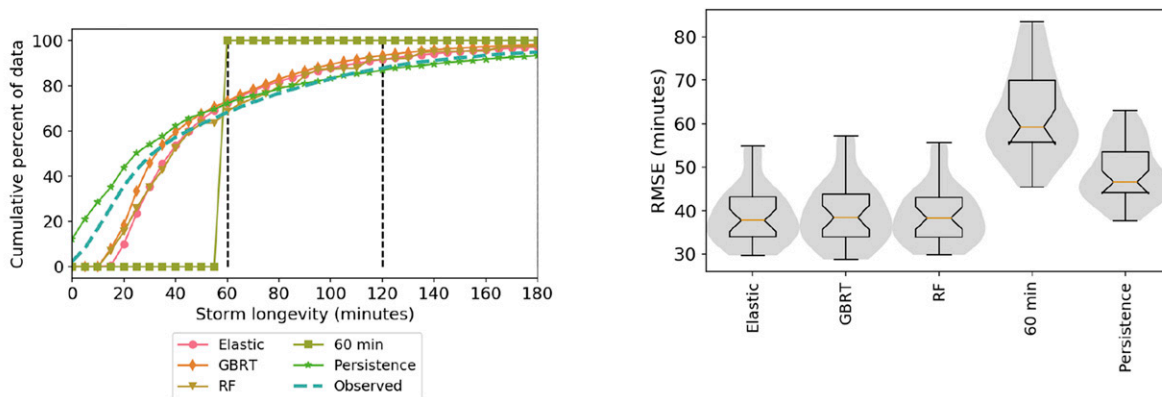 Cumulative percent of data
100
80
60
40
20
0
0 20 40 60 80 100 120 140 160 180
Storm longevity (minutes)
Elastic 60 min
GBRT Persistence
RF Observed
RMSE (minutes)
80
70
60
50
40
30
Elastic
GBRT
RF
60 min
Persistence